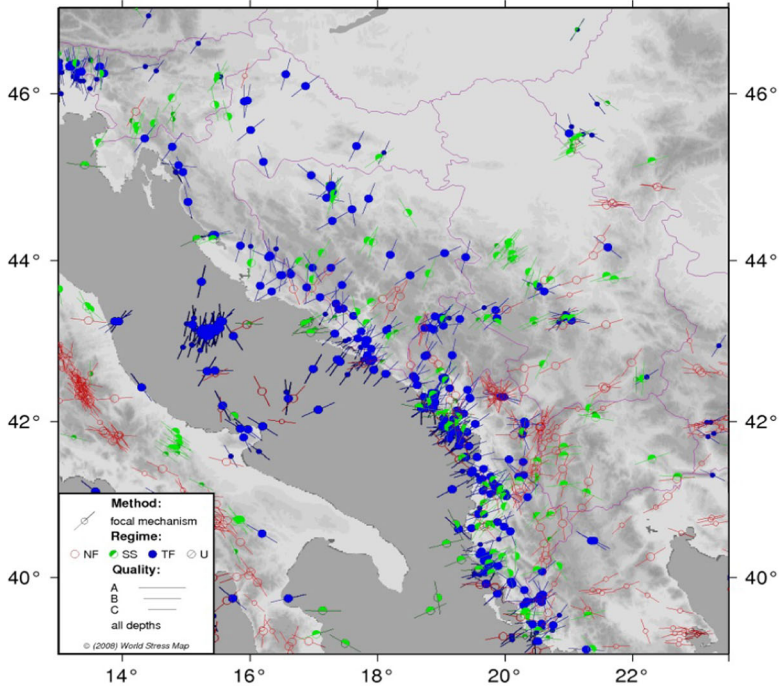 46°
46°
44°
44°
42°
42°
Method:
focal mechanism
Regime:
NF SS TF U
Quality:
A
B
C
all depths
© (2008) World Stress Map
40°
40°
14° 16° 18° 20° 22°